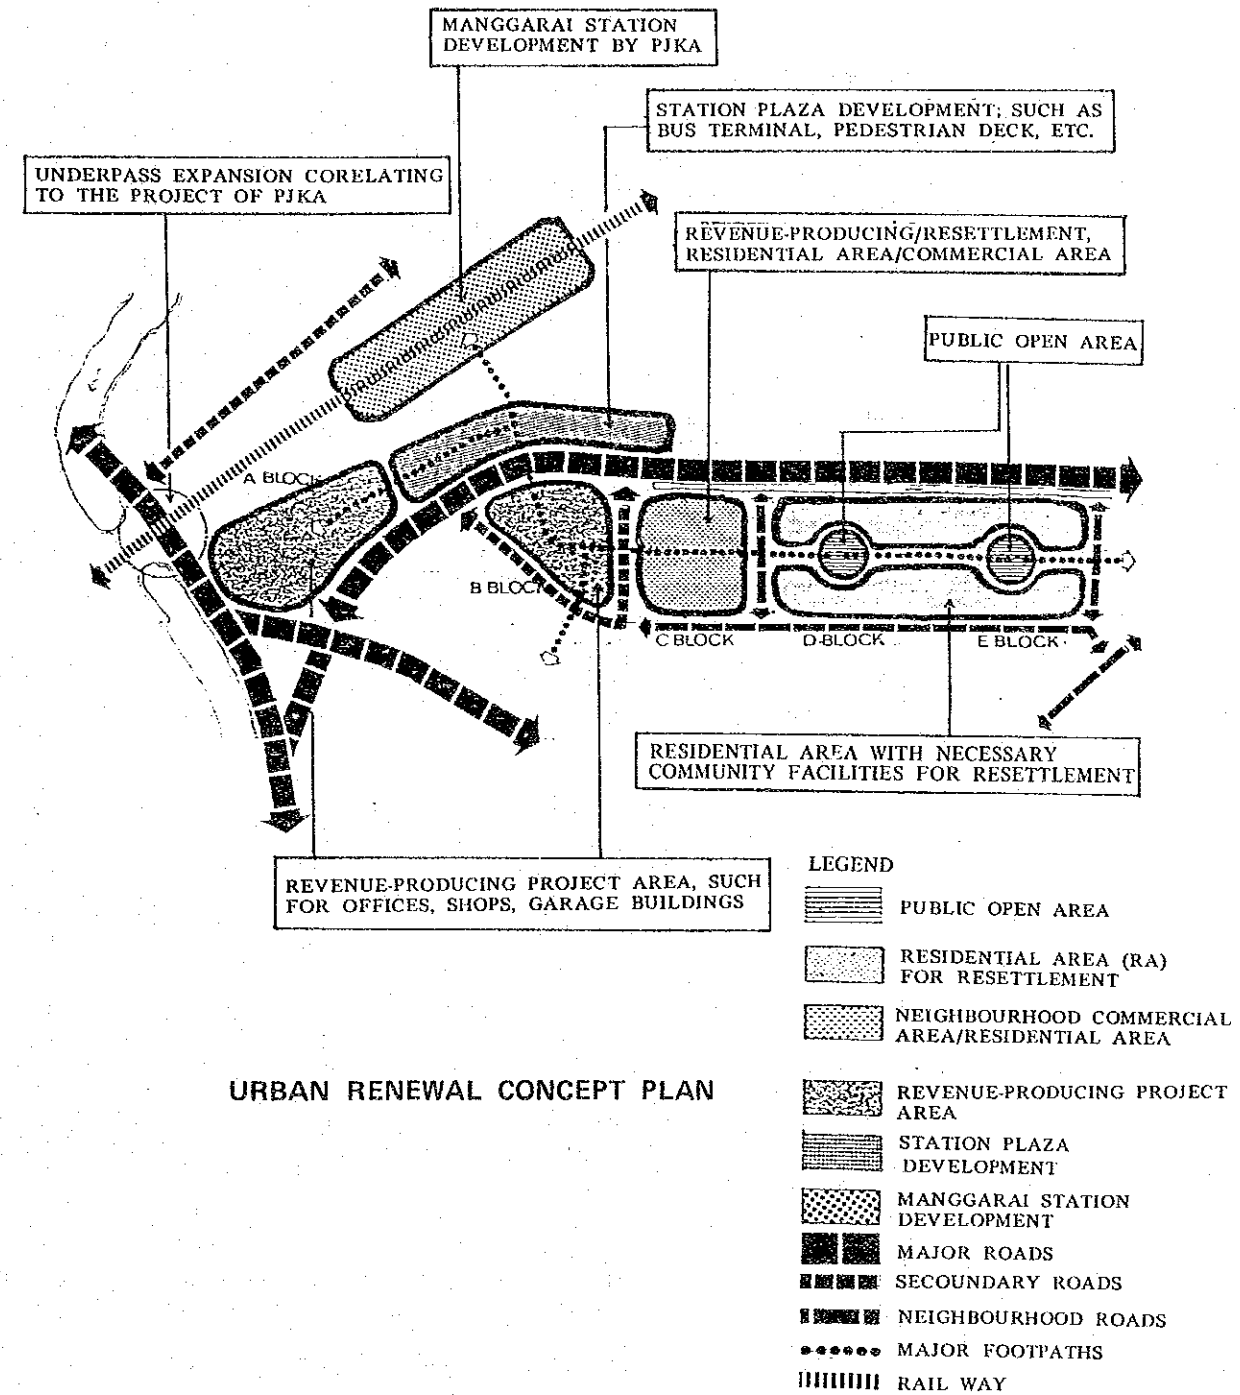 MANGGARAI STATION
DEVELOPMENT BY PJKA
STATION PLAZA DEVELOPMENT; SUCH AS
BUS TERMINAL, PEDESTRIAN DECK, ETC.
UNDERPASS EXPANSION CORELATING
TO THE PROJECT OF PJKA
REVENUE-PRODUCING/RESETTLEMENT,
RESIDENTIAL AREA/COMMERCIAL AREA
PUBLIC OPEN AREA
A BLOCK
B BLOCK
C BLOCK
D-BLOCK
E BLOCK
RESIDENTIAL AREA WITH NECESSARY
COMMUNITY FACILITIES FOR RESETTLEMENT
REVENUE-PRODUCING PROJECT AREA, SUCH
FOR OFFICES, SHOPS, GARAGE BUILDINGS
LEGEND
PUBLIC OPEN AREA
RESIDENTIAL AREA (RA)
FOR RESETTLEMENT
NEIGHBOURHOOD COMMERCIAL
AREA/RESIDENTIAL AREA
REVENUE-PRODUCING PROJECT
AREA
STATION PLAZA
DEVELOPMENT
MANGGARAI STATION
DEVELOPMENT
MAJOR ROADS
SECOUNDARY ROADS
NEIGHBOURHOOD ROADS
MAJOR FOOTPATHS
RAIL WAY
URBAN RENEWAL CONCEPT PLAN